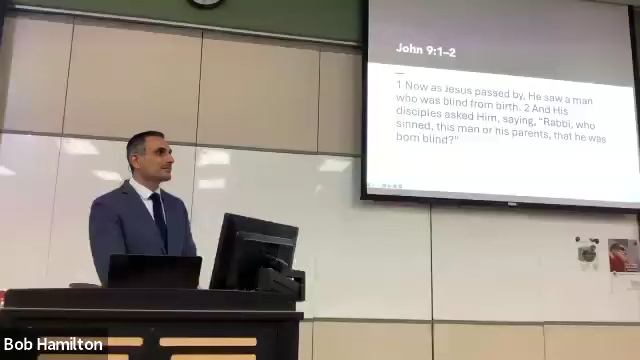 John 9:1–2
1 Now as Jesus passed by, He saw a man
who was blind from birth. 2 And His
disciples asked Him, saying, “Rabbi, who
sinned, this man or his parents, that he was
born blind?”
Bob Hamilton